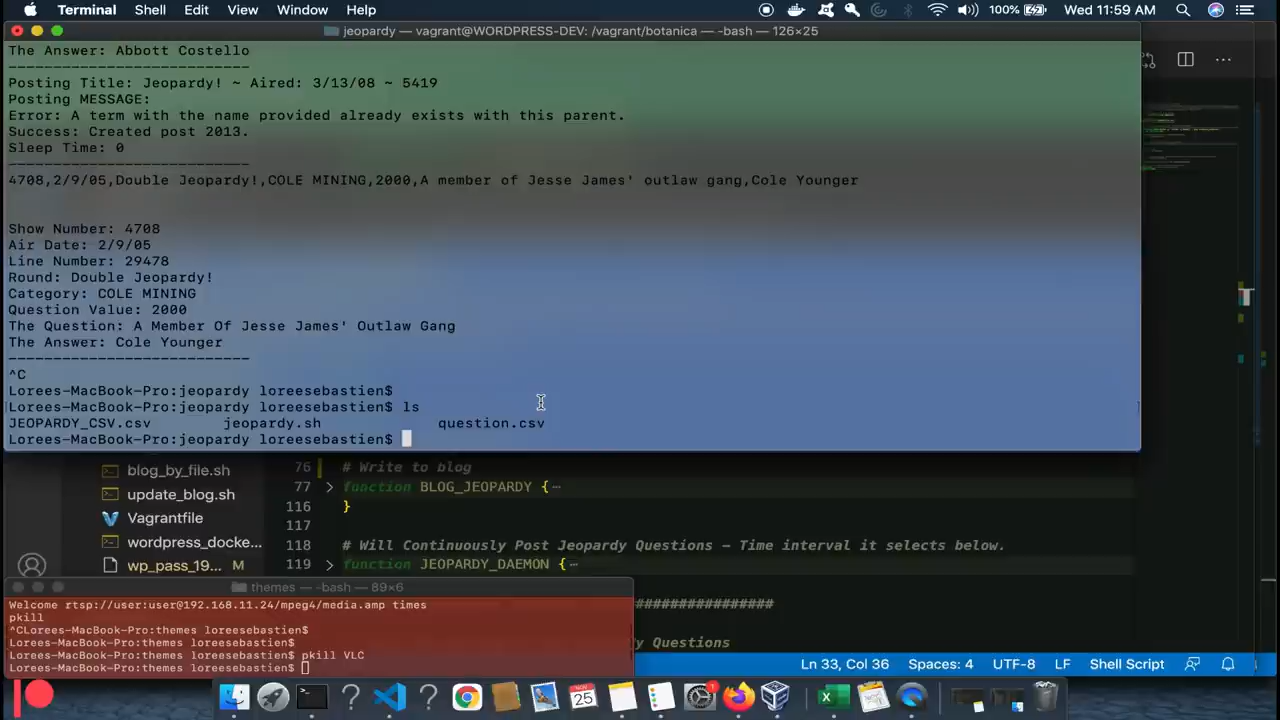 Terminal Shell Edit View Window Help 100% Wed 11:59 AM
jeopardy — vagrant@WORDPRESS-DEV: /vagrant/botanica — -bash — 126×25
The Answer: Abbott Costello
---------------------------
Posting Title: Jeopardy! ~ Aired: 3/13/08 ~ 5419
Posting MESSAGE:
Error: A term with the name provided already exists with this parent.
Success: Created post 2013.
Sleep Time: 0
---------------------------
4708,2/9/05,Double Jeopardy!,COLE MINING,2000,A member of Jesse James' outlaw gang,Cole Younger
Show Number: 4708
Air Date: 2/9/05
Line Number: 29478
Round: Double Jeopardy!
Category: COLE MINING
Question Value: 2000
The Question: A Member Of Jesse James' Outlaw Gang
The Answer: Cole Younger
---------------------------
^C
Lorees-MacBook-Pro:jeopardy loreesebastien$
Lorees-MacBook-Pro:jeopardy loreesebastien$ ls
JEOPARDY_CSV.csv jeopardy.sh question.csv
Lorees-MacBook-Pro:jeopardy loreesebastien$
blog_by_file.sh
update_blog.sh
Vagrantfile
wordpress_docke...
wp_pass_19... M
76 # Write to blog
77 > function BLOG_JEOPARDY {⋯
116 }
117
118 # Will Continuously Post Jeopardy Questions – Time interval it selects below.
119 > function JEOPARDY_DAEMON {⋯
################
y Questions
themes — -bash — 89×6
Welcome rtsp://user:user@192.168.11.24/mpeg4/media.amp times
pkill
^CLorees-MacBook-Pro:themes loreesebastien$
Lorees-MacBook-Pro:themes loreesebastien$
Lorees-MacBook-Pro:themes loreesebastien$ pkill VLC
Lorees-MacBook-Pro:themes loreesebastien$
Ln 33, Col 36 Spaces: 4 UTF-8 LF Shell Script
NOV
25
1